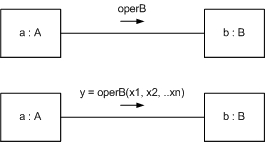 operB
a : A
b : B
y = operB(x1, x2, ..xn)
a : A
b : B